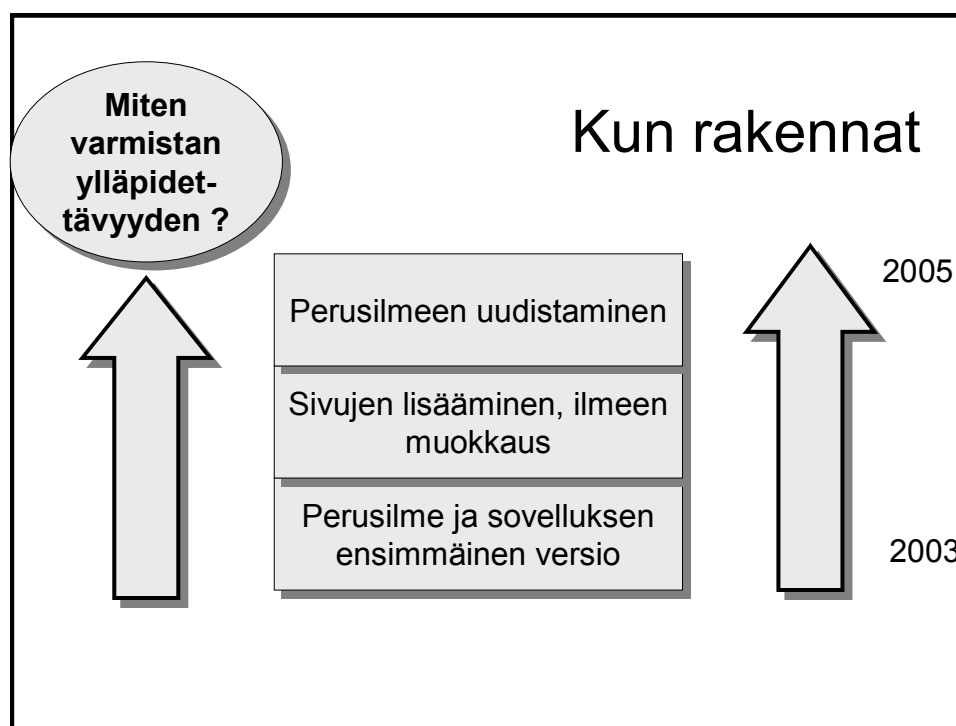 Miten
varmistan
ylläpidet-
tävyyden ?
Kun rakennat
2005
Perusilmeen uudistaminen
Sivujen lisääminen, ilmeen
muokkaus
Perusilme ja sovelluksen
ensimmäinen versio
2003